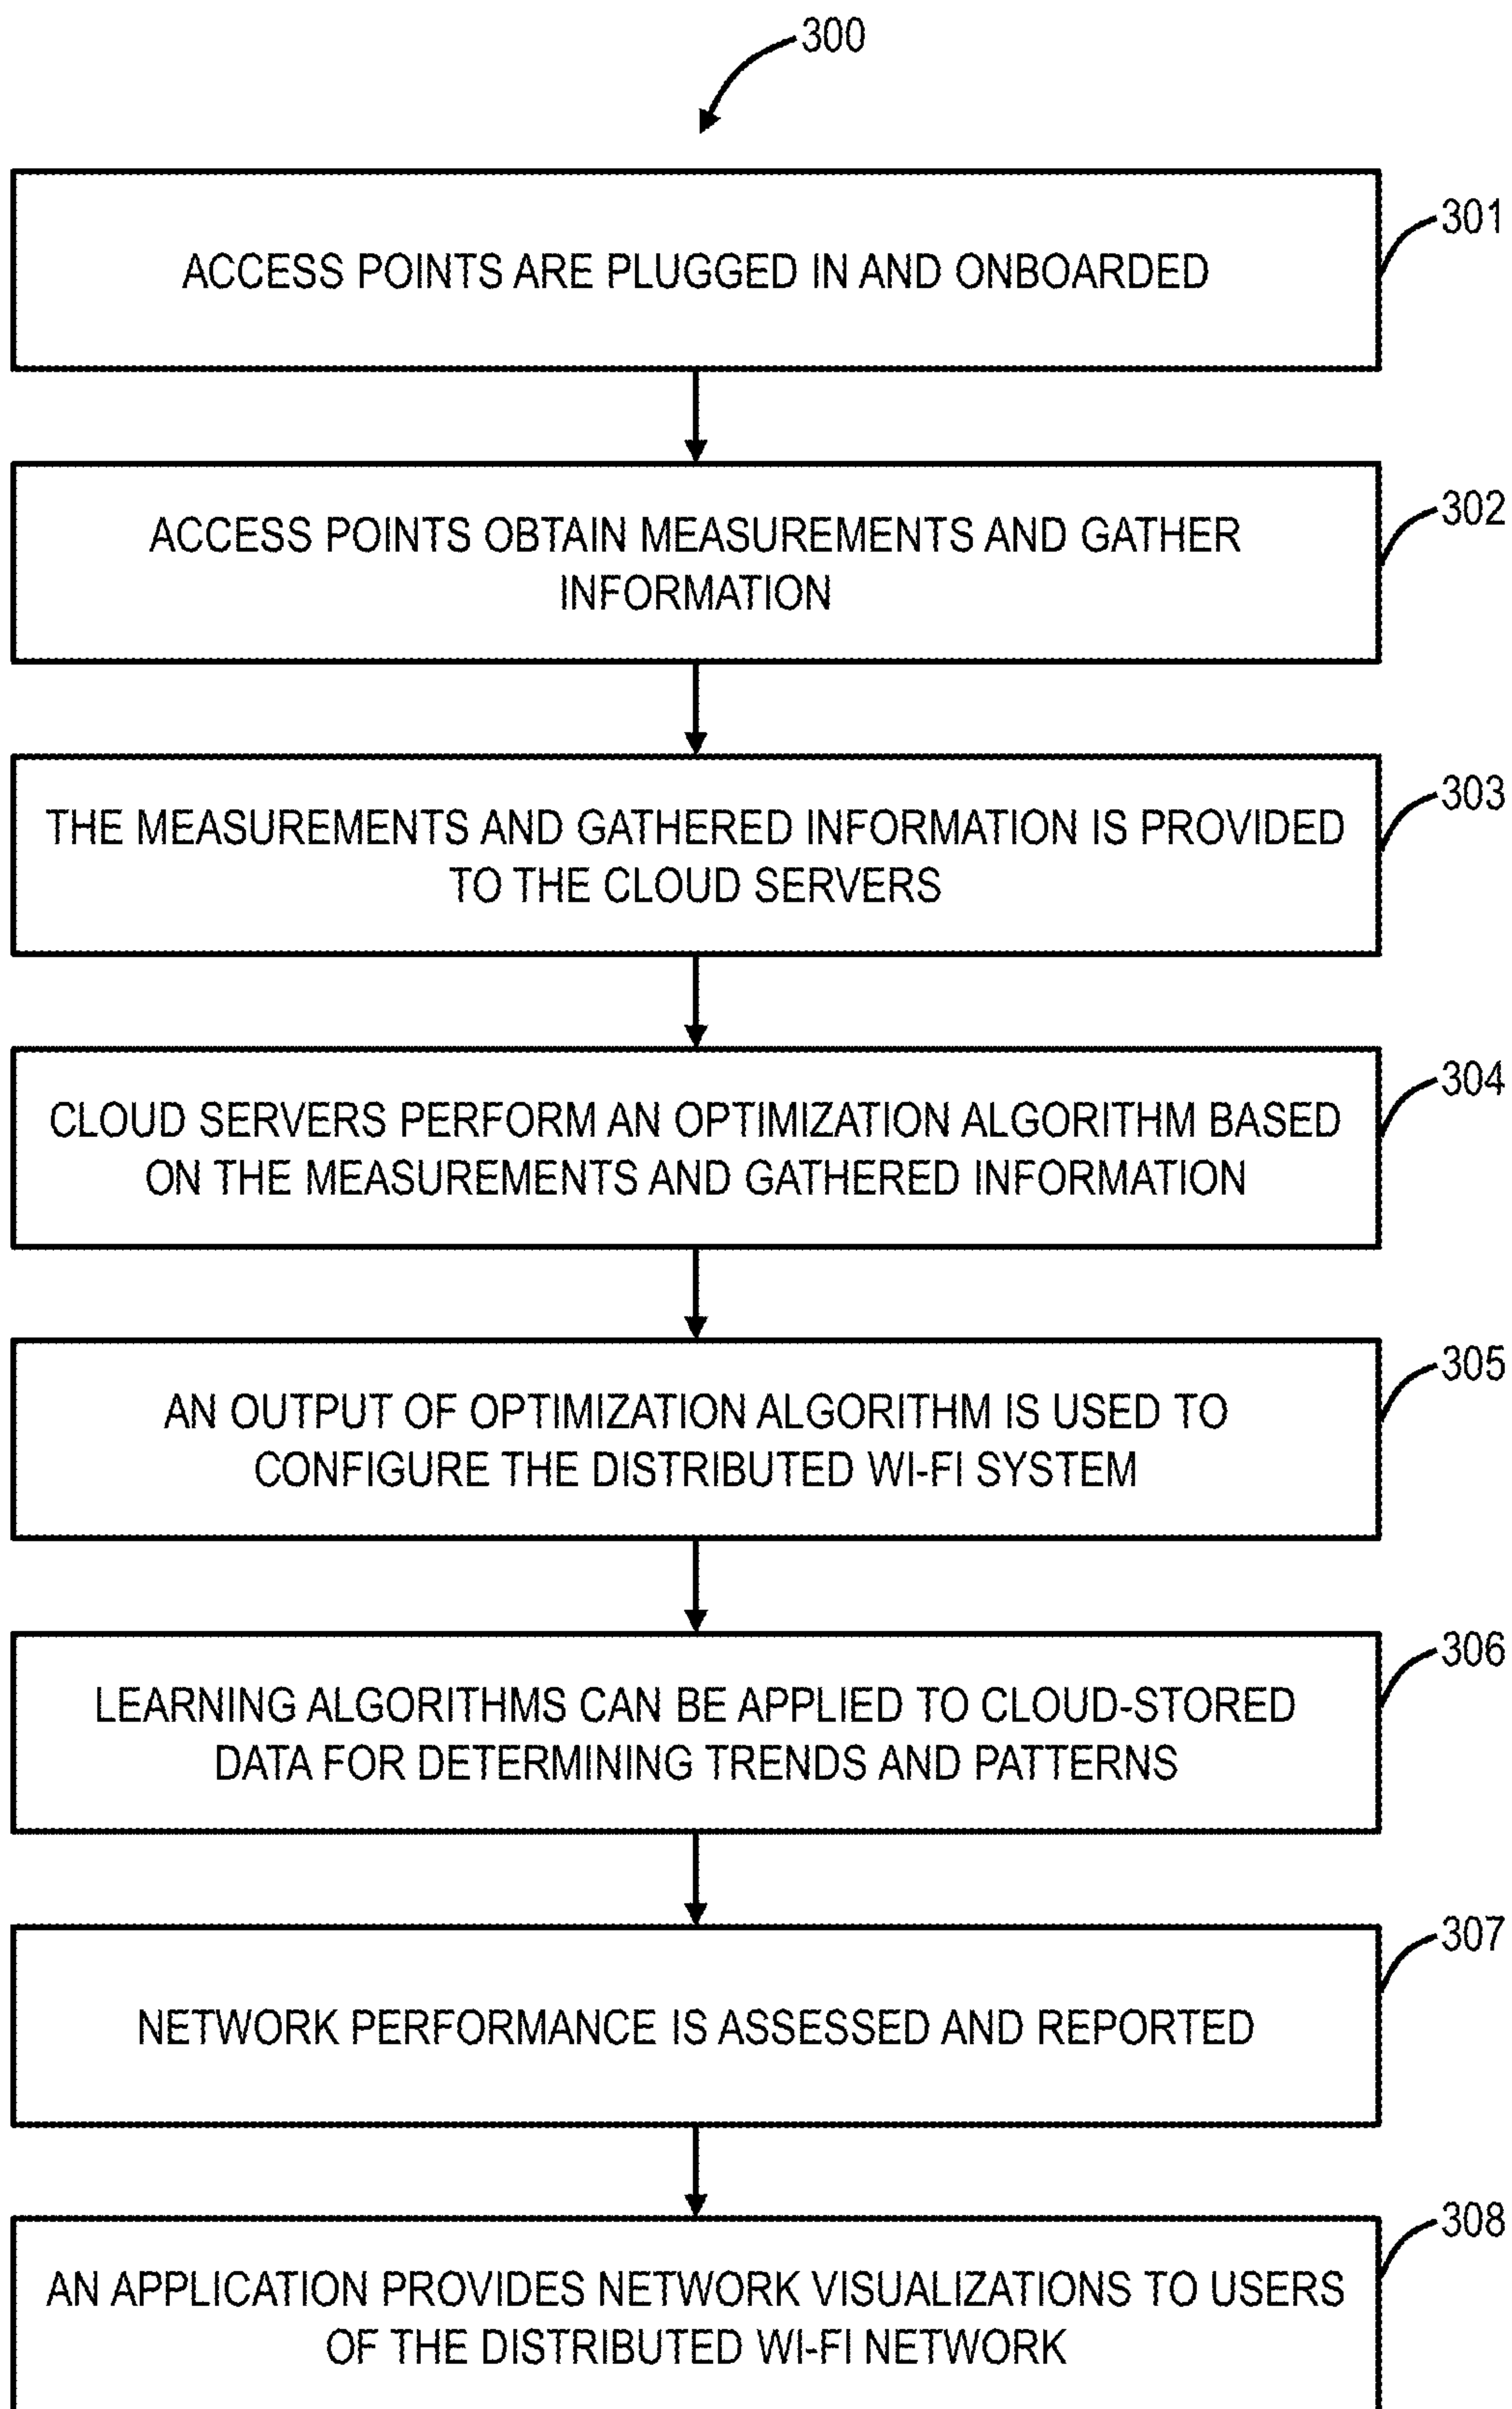 300
ACCESS POINTS ARE PLUGGED IN AND ONBOARDED
301
ACCESS POINTS OBTAIN MEASUREMENTS AND GATHER
INFORMATION
302
THE MEASUREMENTS AND GATHERED INFORMATION IS PROVIDED
TO THE CLOUD SERVERS
303
CLOUD SERVERS PERFORM AN OPTIMIZATION ALGORITHM BASED
ON THE MEASUREMENTS AND GATHERED INFORMATION
304
AN OUTPUT OF OPTIMIZATION ALGORITHM IS USED TO
CONFIGURE THE DISTRIBUTED WI-FI SYSTEM
305
LEARNING ALGORITHMS CAN BE APPLIED TO CLOUD-STORED
DATA FOR DETERMINING TRENDS AND PATTERNS
306
NETWORK PERFORMANCE IS ASSESSED AND REPORTED
307
AN APPLICATION PROVIDES NETWORK VISUALIZATIONS TO USERS
OF THE DISTRIBUTED WI-FI NETWORK
308